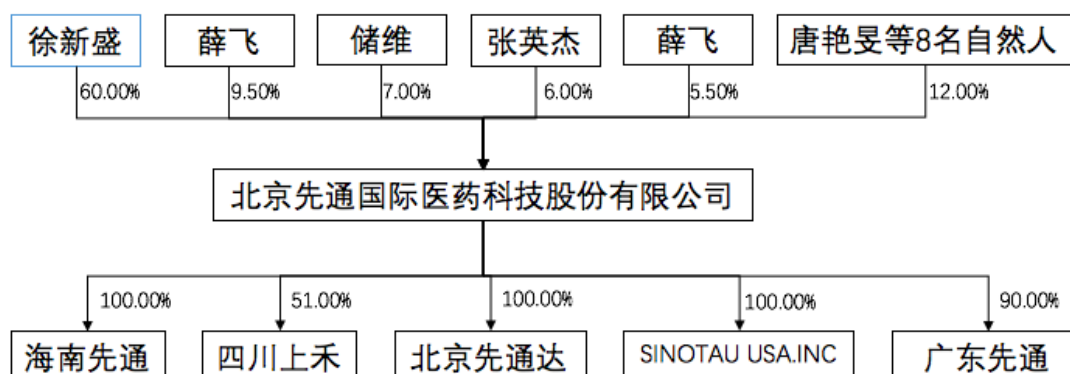 徐新盛
薛飞
储维
张英杰
薛飞
唐艳旻等8名自然人
60.00%
9.50%
7.00%
6.00%
5.50%
12.00%
北京先通国际医药科技股份有限公司
100.00%
51.00%
100.00%
100.00%
90.00%
海南先通
四川上禾
北京先通达
SINOTAU USA.INC
广东先通